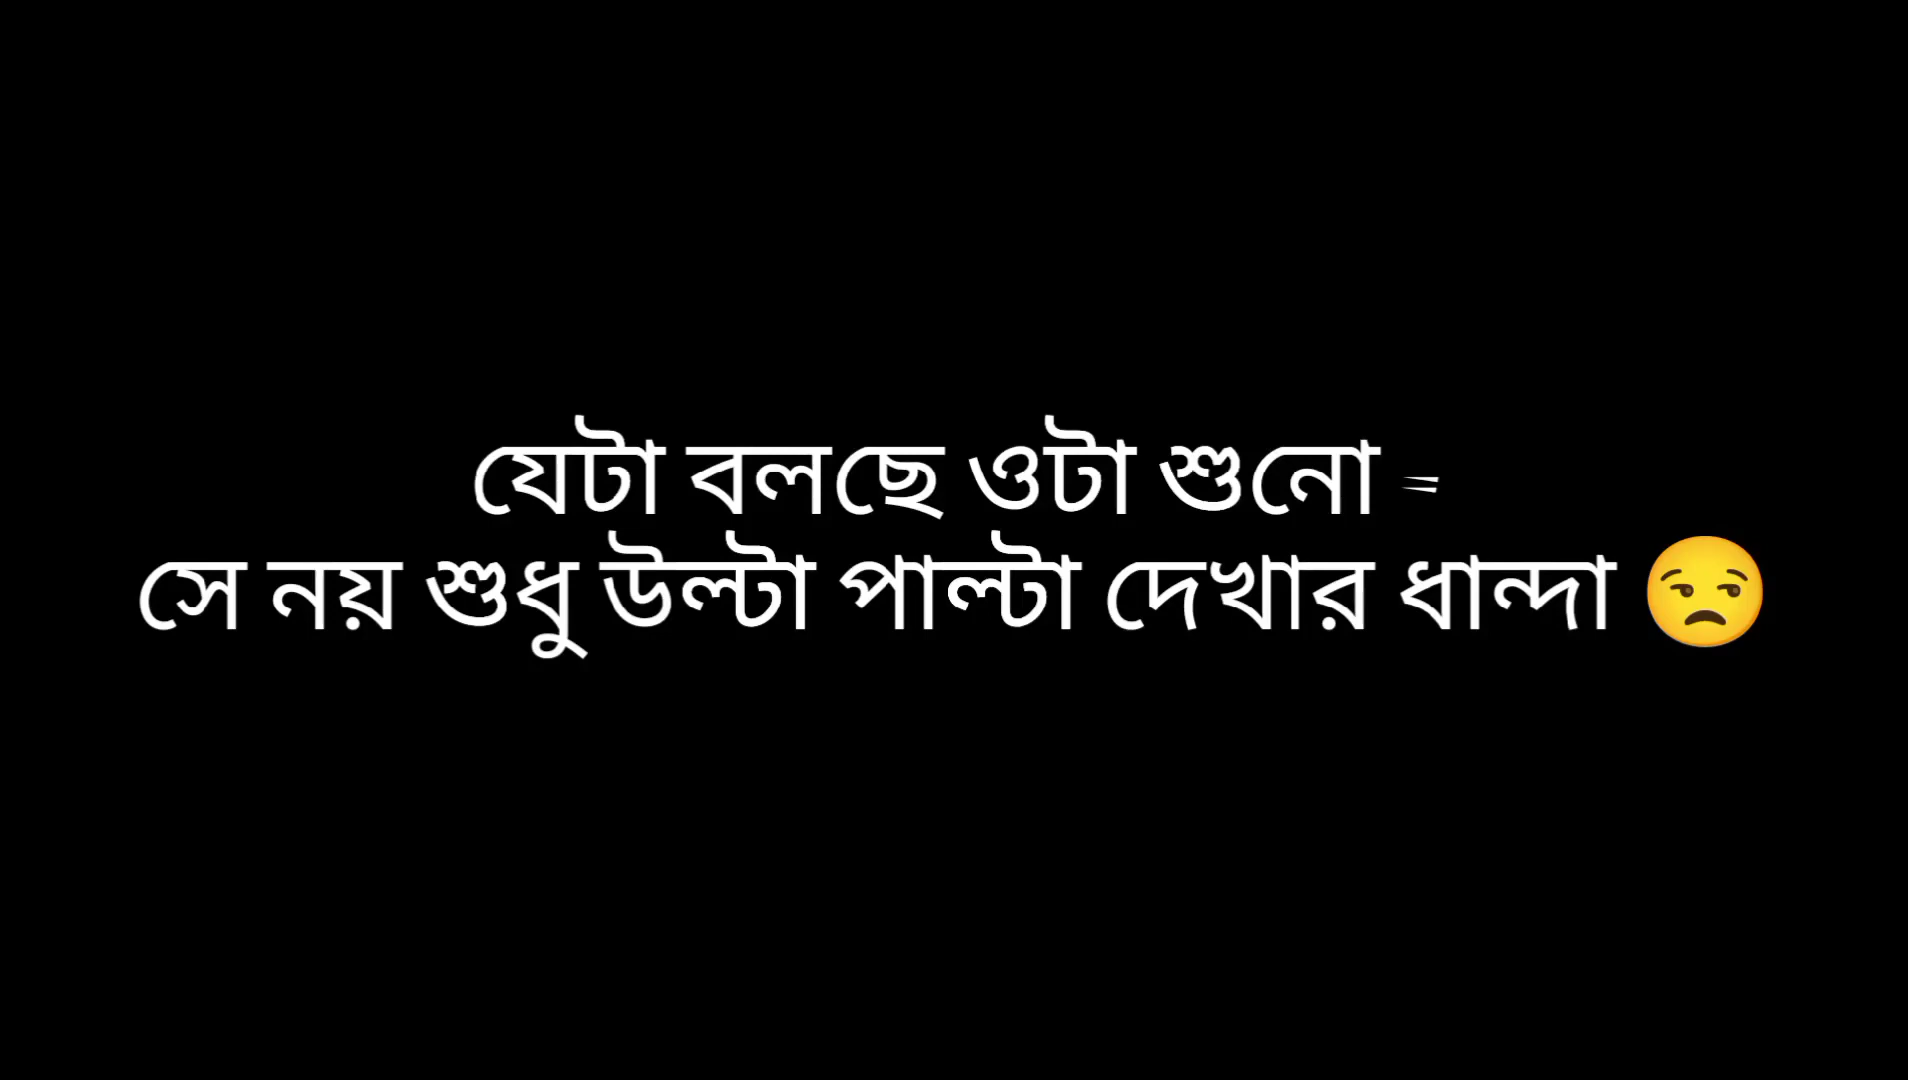 যেটা বলছে ওটা শুনো =
সে নয় শুধু উল্টা পাল্টা দেখার ধান্দা 😒